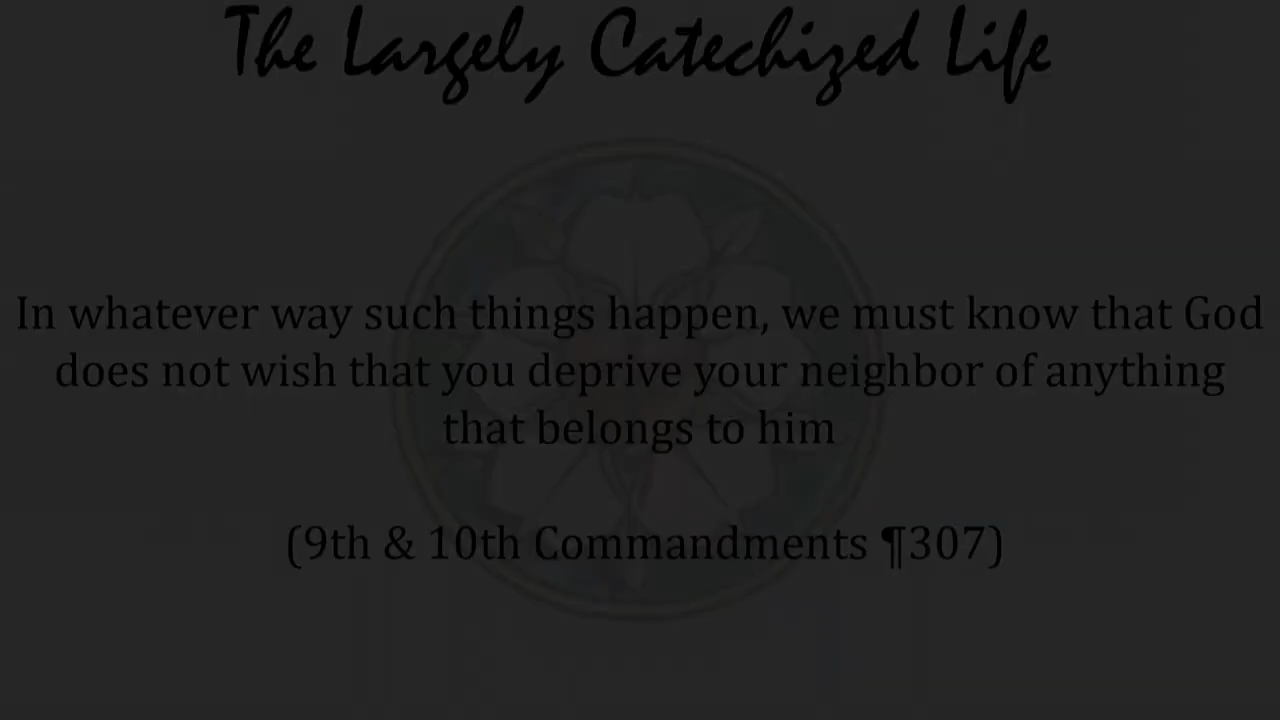 The Largely Catechized Life
In whatever way such things happen, we must know that God
does not wish that you deprive your neighbor of anything
that belongs to him
(9th & 10th Commandments ¶307)